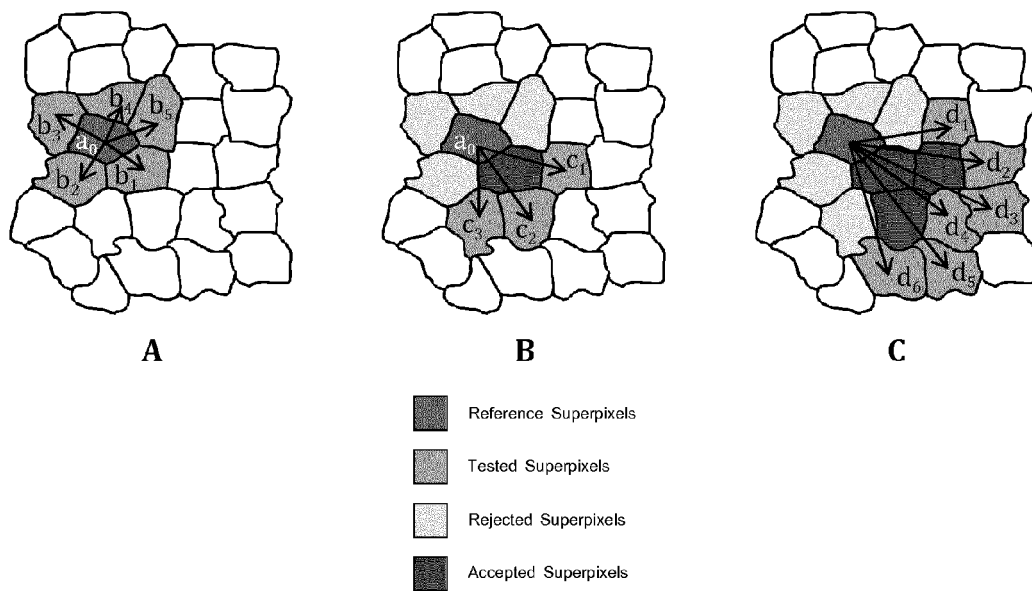 b₄ b₅
b₃ a₀
b₂ b₁
a₀ c₁
c₃ c₂
d₁
d₂
d₃
d₄
d₆ d₅
A B C
Reference Superpixels
Tested Superpixels
Rejected Superpixels
Accepted Superpixels